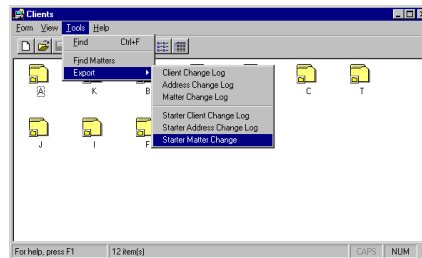 Clients
Form View Tools Help
Find Ctrl+F
Find Matters
Export
Client Change Log
Address Change Log
Matter Change Log
Starter Client Change Log
Starter Address Change Log
Starter Matter Change
A K B C T
J I F
For help, press F1 12 item(s) CAPS NUM